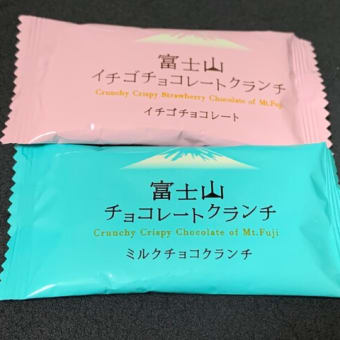 富士山
イチゴチョコレートクランチ
Crunchy Crispy Strawberry Chocolate of Mt.Fuji
イチゴチョコレート
富士山
チョコレートクランチ
Crunchy Crispy Chocolate of Mt.Fuji
ミルクチョコクランチ